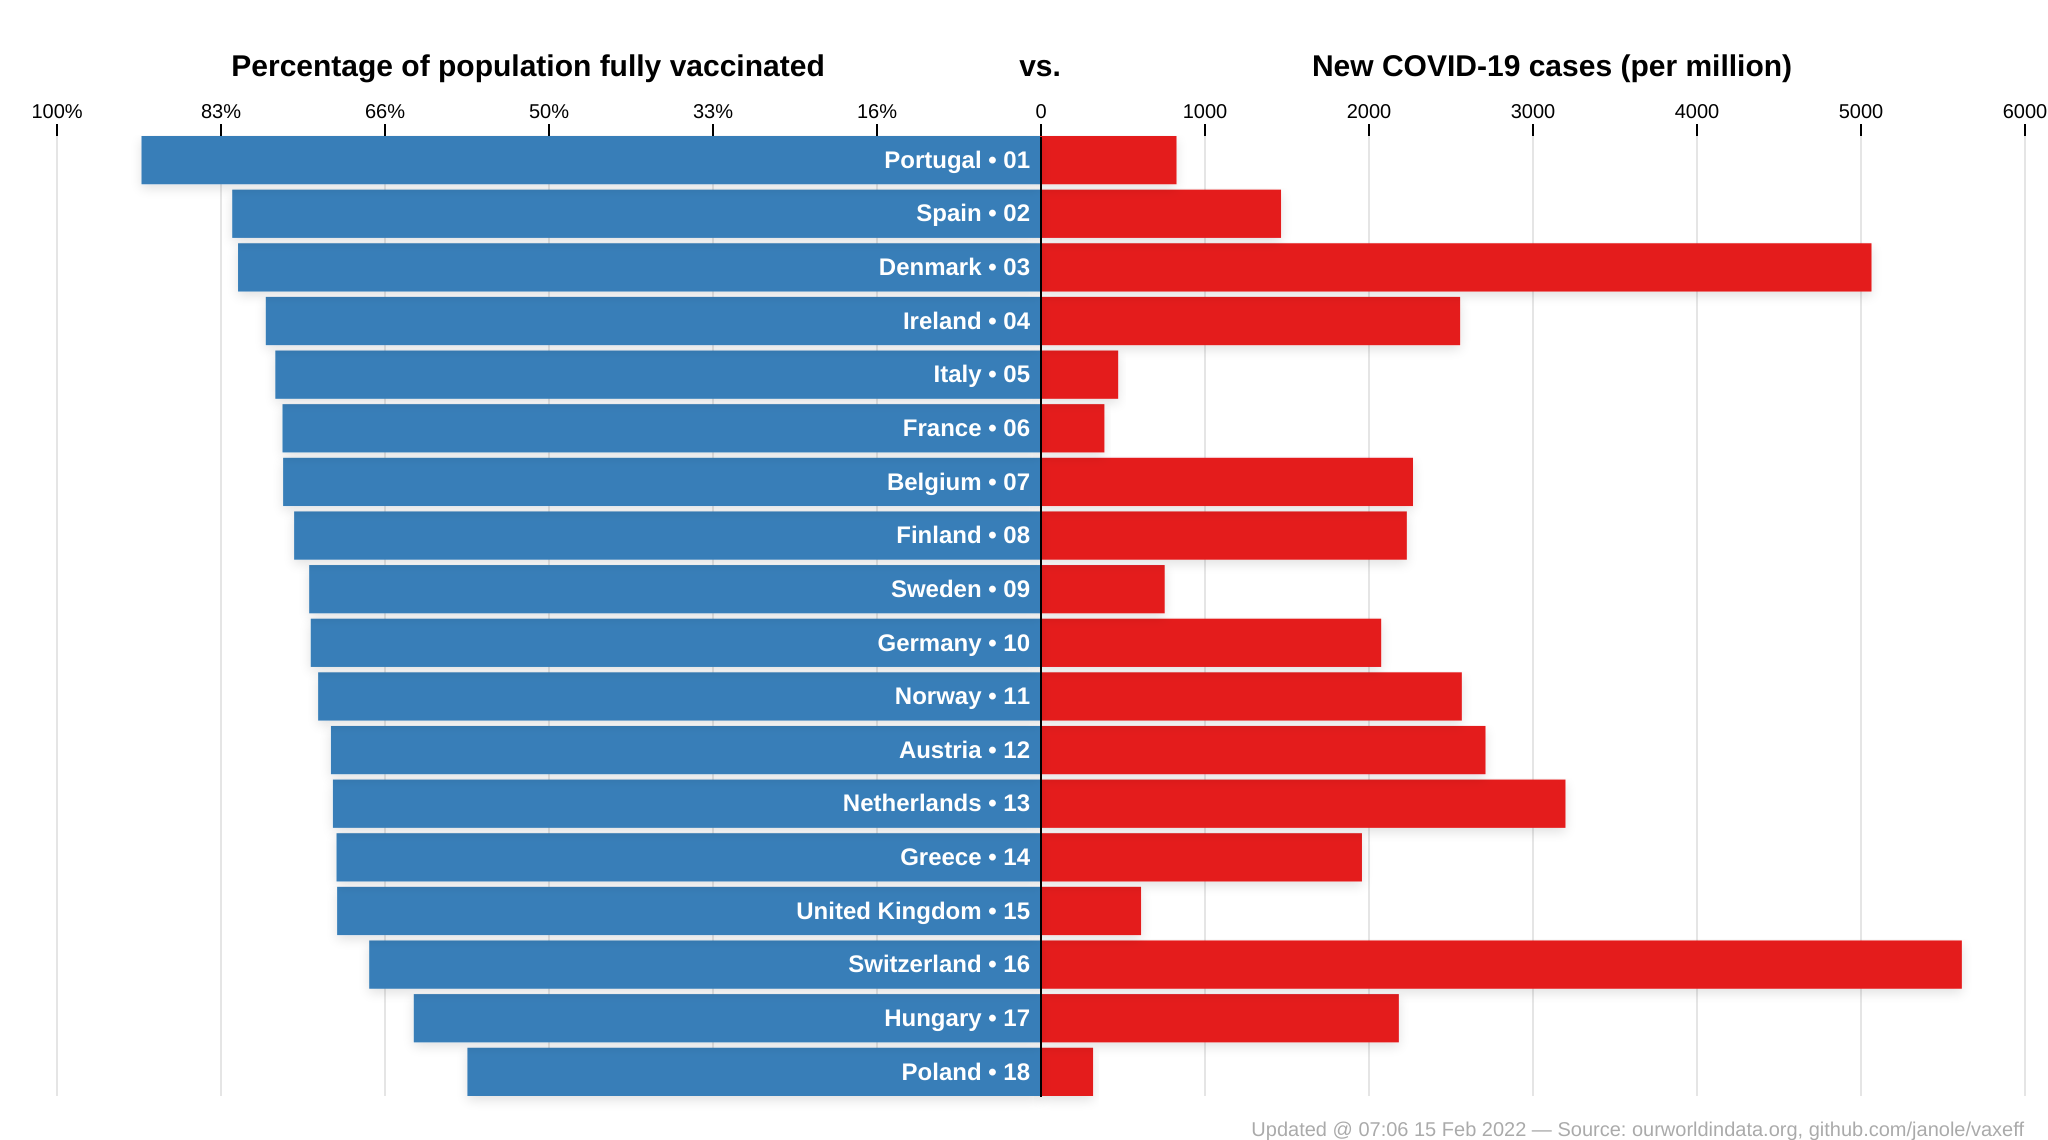 Percentage of population fully vaccinated vs. New COVID-19 cases (per million)
100% 83% 66% 50% 33% 16% 0 1000 2000 3000 4000 5000 6000
Portugal • 01
Spain • 02
Denmark • 03
Ireland • 04
Italy • 05
France • 06
Belgium • 07
Finland • 08
Sweden • 09
Germany • 10
Norway • 11
Austria • 12
Netherlands • 13
Greece • 14
United Kingdom • 15
Switzerland • 16
Hungary • 17
Poland • 18
Updated @ 07:06 15 Feb 2022 — Source: ourworldindata.org, github.com/janole/vaxeff